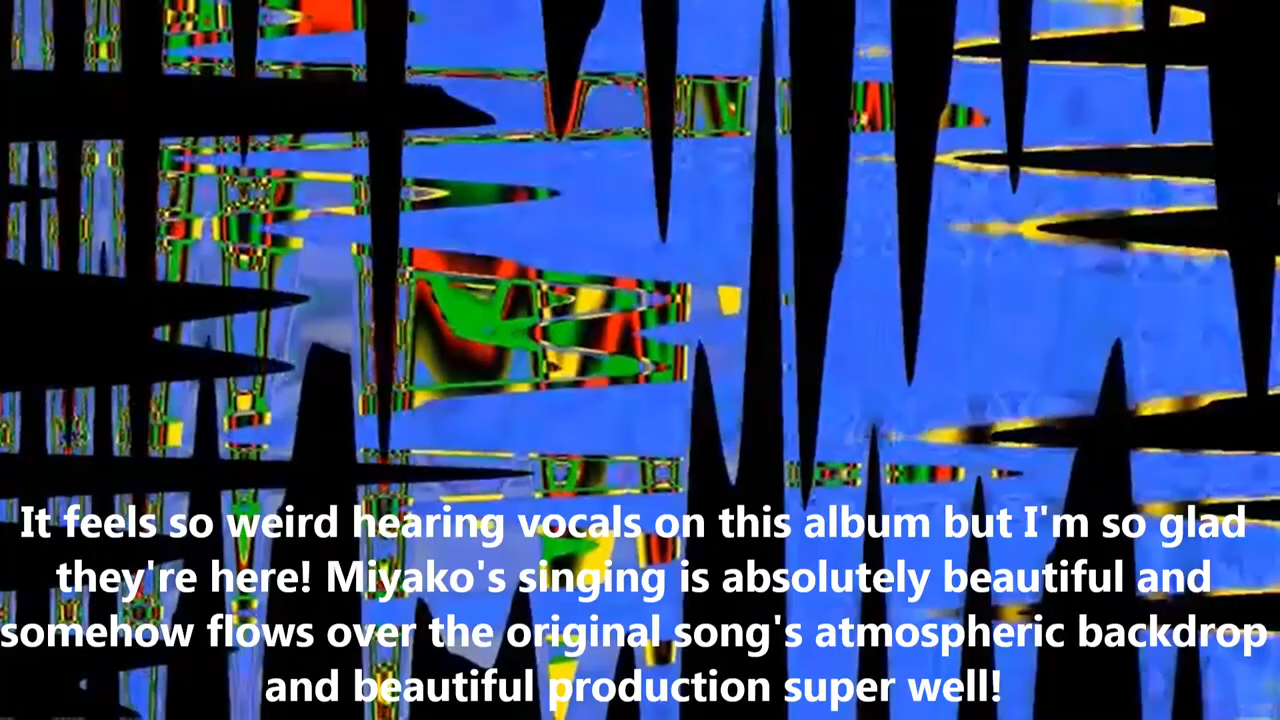 It feels so weird hearing vocals on this album but I'm so glad
they're here! Miyako's singing is absolutely beautiful and
somehow flows over the original song's atmospheric backdrop
and beautiful production super well!